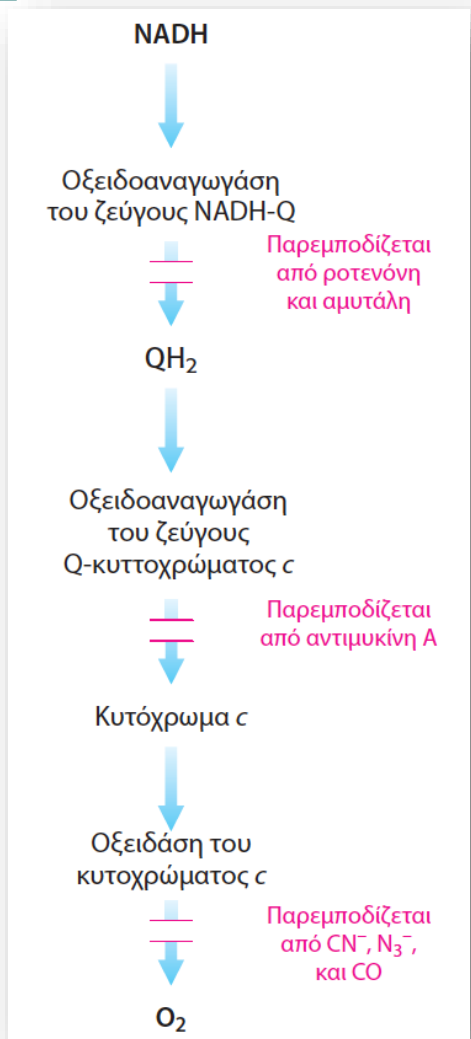 NADH
Οξειδοαναγωγάση
του ζεύγους NADH-Q
Παρεμποδίζεται
από ροτενόνη
και αμυτάλη
QH₂
Οξειδοαναγωγάση
του ζεύγους
Q-κυττοχρώματος c
Παρεμποδίζεται
από αντιμυκίνη Α
Κυτόχρωμα c
Οξειδάση του
κυτοχρώματος c
Παρεμποδίζεται
από CN⁻, N₃⁻,
και CO
O₂